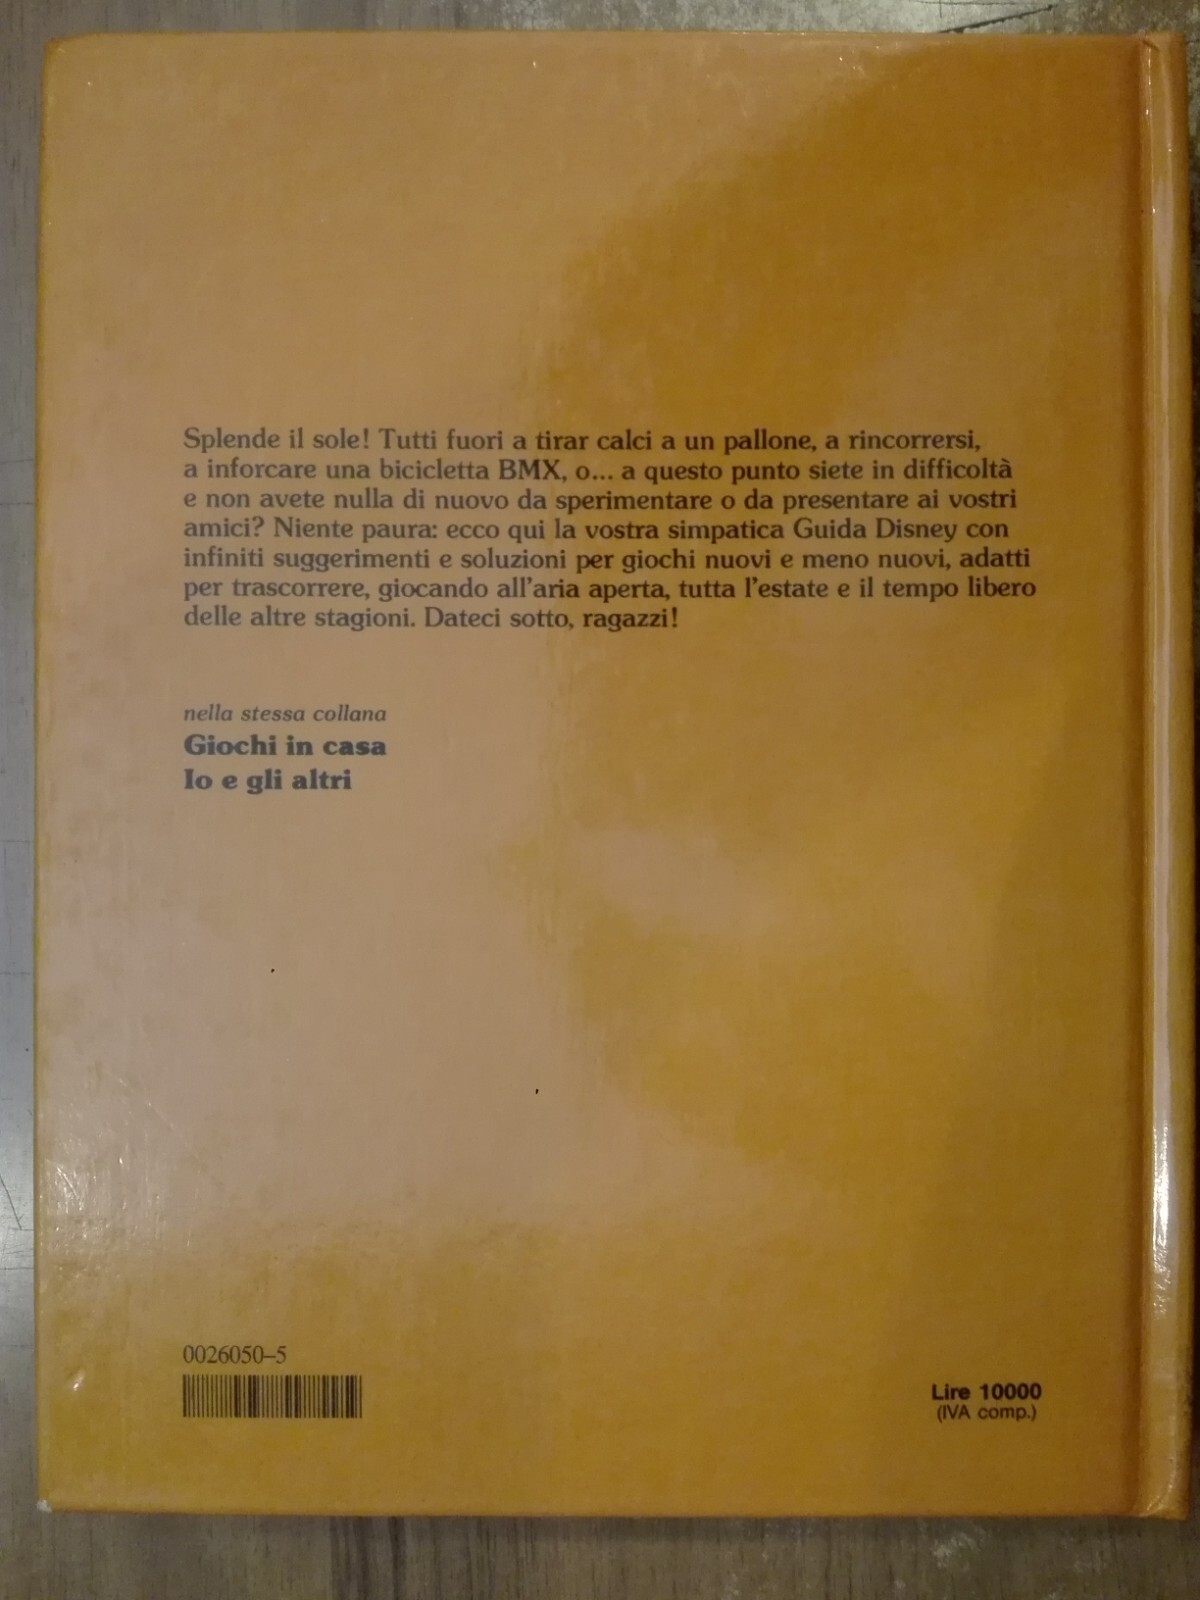 Splende il sole! Tutti fuori a tirar calci a un pallone, a rincorrersi,
a inforcare una bicicletta BMX, o... a questo punto siete in difficoltà
e non avete nulla di nuovo da sperimentare o da presentare ai vostri
amici? Niente paura: ecco qui la vostra simpatica Guida Disney con
infiniti suggerimenti e soluzioni per giochi nuovi e meno nuovi, adatti
per trascorrere, giocando all'aria aperta, tutta l'estate e il tempo libero
delle altre stagioni. Dateci sotto, ragazzi!
nella stessa collana
Giochi in casa
Io e gli altri
0026050–5
Lire 10000
(IVA comp.)